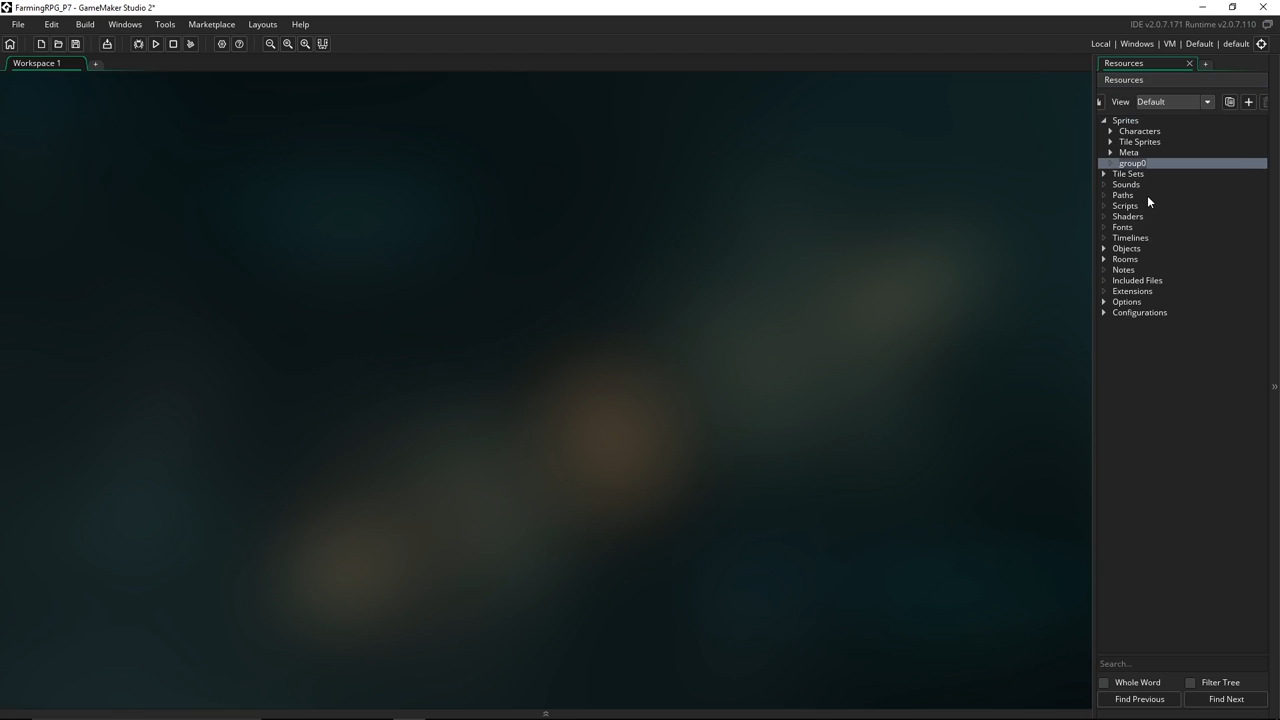 FarmingRPG_P7 - GameMaker Studio 2*
File Edit Build Windows Tools Marketplace Layouts Help
IDE v2.0.7.171 Runtime v2.0.7.110
Local | Windows | VM | Default | default
Workspace 1
Resources
Resources
View Default
Sprites
Characters
Tile Sprites
Meta
group0
Tile Sets
Sounds
Paths
Scripts
Shaders
Fonts
Timelines
Objects
Rooms
Notes
Included Files
Extensions
Options
Configurations
Search...
Whole Word Filter Tree
Find Previous Find Next